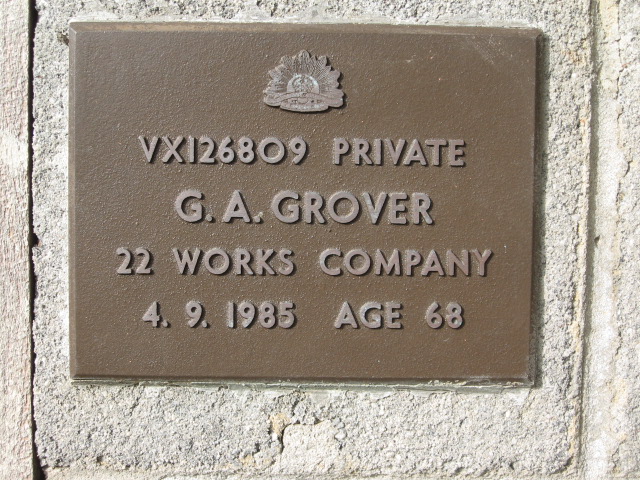 VX126809 PRIVATE
G. A. GROVER
22 WORKS COMPANY
4. 9. 1985 AGE 68